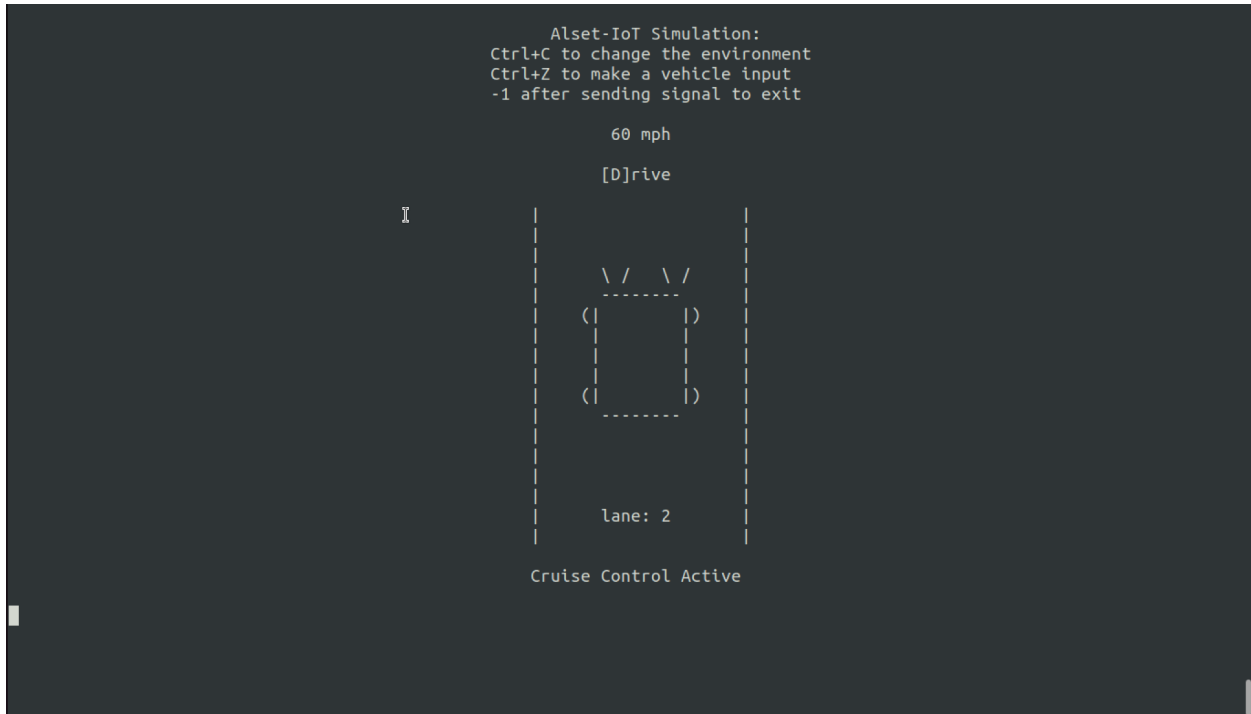 Alset-IoT Simulation:
Ctrl+C to change the environment
Ctrl+Z to make a vehicle input
-1 after sending signal to exit
60 mph
[D]rive
|                    |
|                    |
|                    |
|      \ /   \ /     |
|      --------      |
|    (|        |)    |
|     |        |     |
|     |        |     |
|     |        |     |
|    (|        |)    |
|      --------      |
|                    |
|                    |
|                    |
|                    |
|      lane: 2       |
|                    |
Cruise Control Active